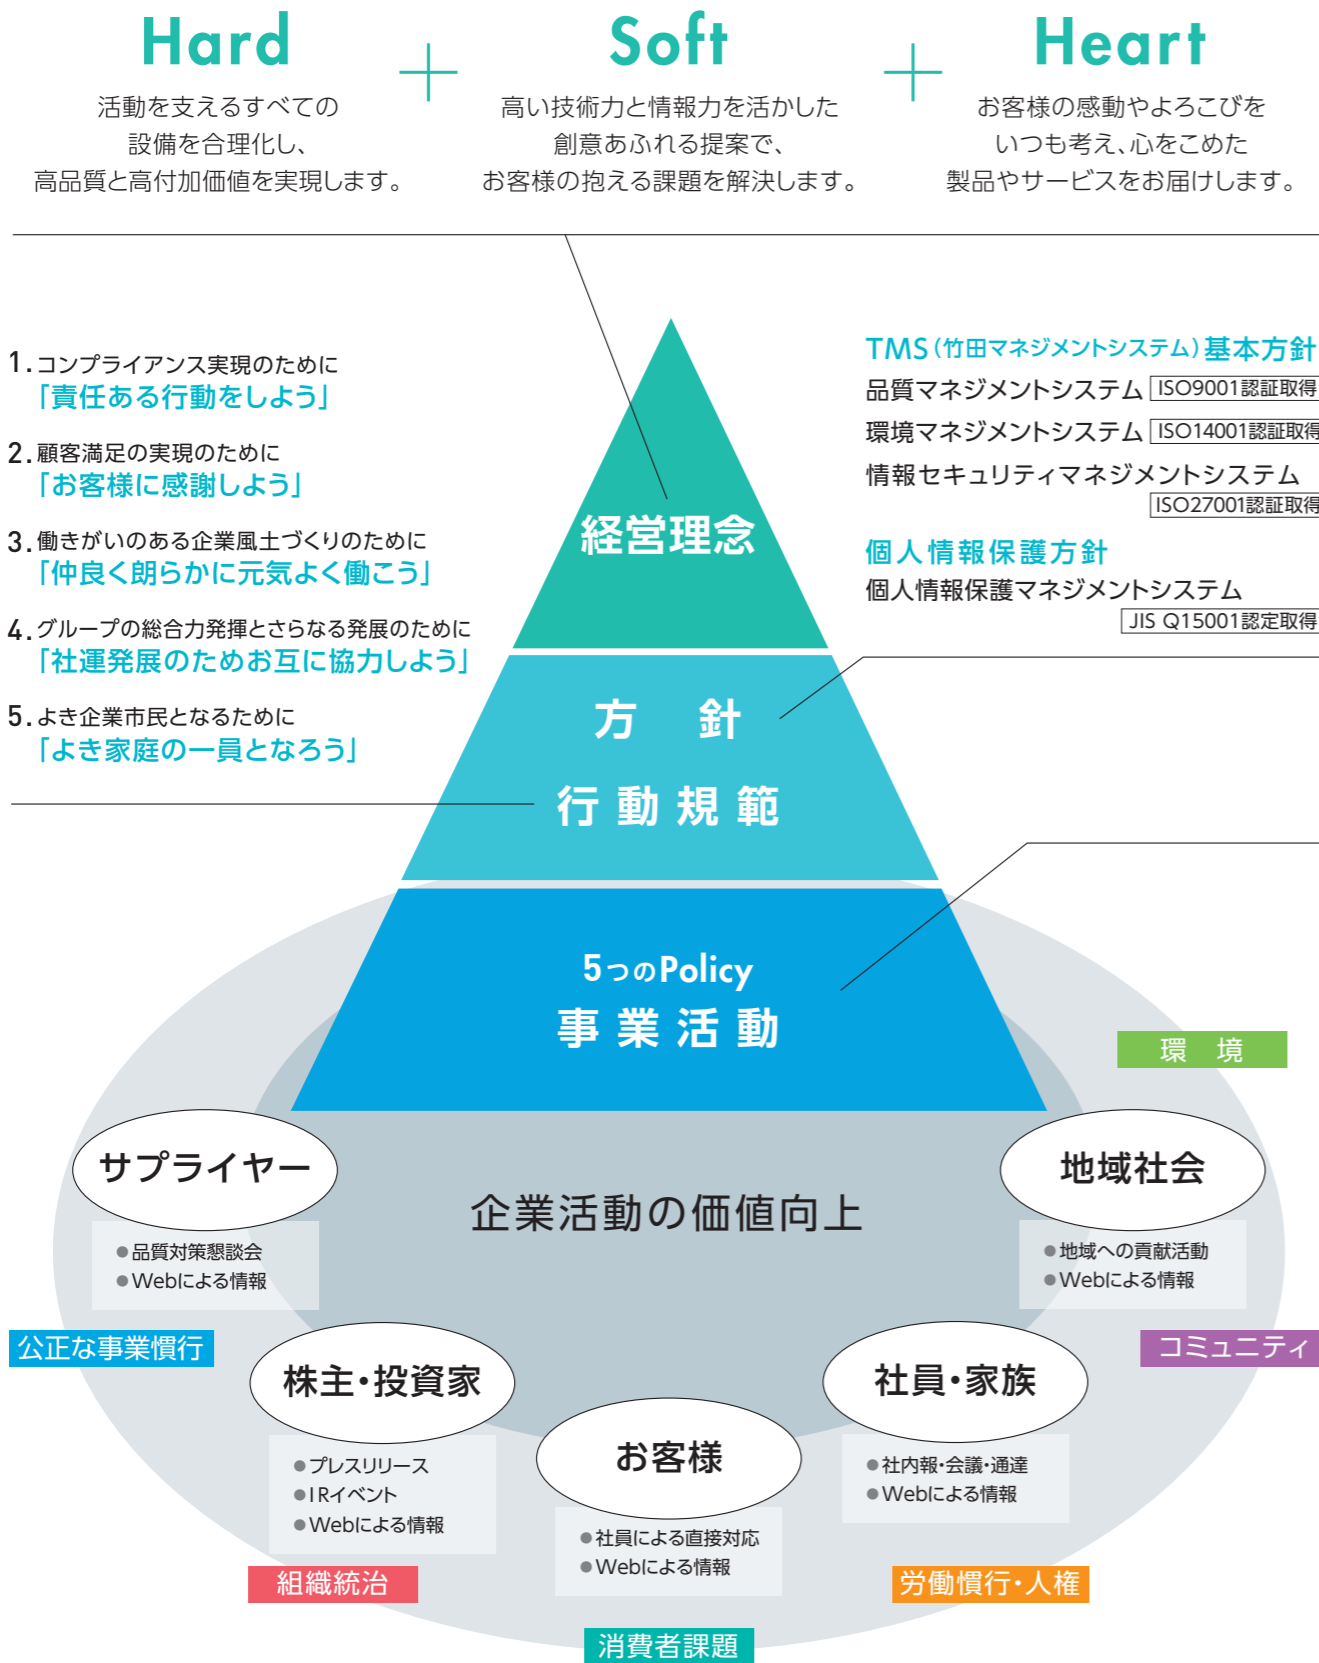 Hard
+
Soft
+
Heart
活動を支えるすべての
設備を合理化し、
高品質と高付加価値を実現します。
高い技術力と情報力を活かした
創意あふれる提案で、
お客様の抱える課題を解決します。
お客様の感動やよろこびを
いつも考え、心をこめた
製品やサービスをお届けします。
1.コンプライアンス実現のために
「責任ある行動をしよう」
2.顧客満足の実現のために
「お客様に感謝しよう」
3.働きがいのある企業風土づくりのために
「仲良く朗らかに元気よく働こう」
4.グループの総合力発揮とさらなる発展のために
「社運発展のためお互に協力しよう」
5.よき企業市民となるために
「よき家庭の一員となろう」
TMS(竹田マネジメントシステム)基本方針
品質マネジメントシステム ISO9001認証取得
環境マネジメントシステム ISO14001認証取得
情報セキュリティマネジメントシステム
ISO27001認証取得
個人情報保護方針
個人情報保護マネジメントシステム
JIS Q15001認定取得
経営理念
方 針
行動規範
5つのPolicy
事業活動
環 境
サプライヤー
●品質対策懇談会
●Webによる情報
企業活動の価値向上
地域社会
●地域への貢献活動
●Webによる情報
公正な事業慣行
コミュニティ
株主・投資家
●プレスリリース
●IRイベント
●Webによる情報
お客様
●社員による直接対応
●Webによる情報
社員・家族
●社内報・会議・通達
●Webによる情報
組織統治
労働慣行・人権
消費者課題